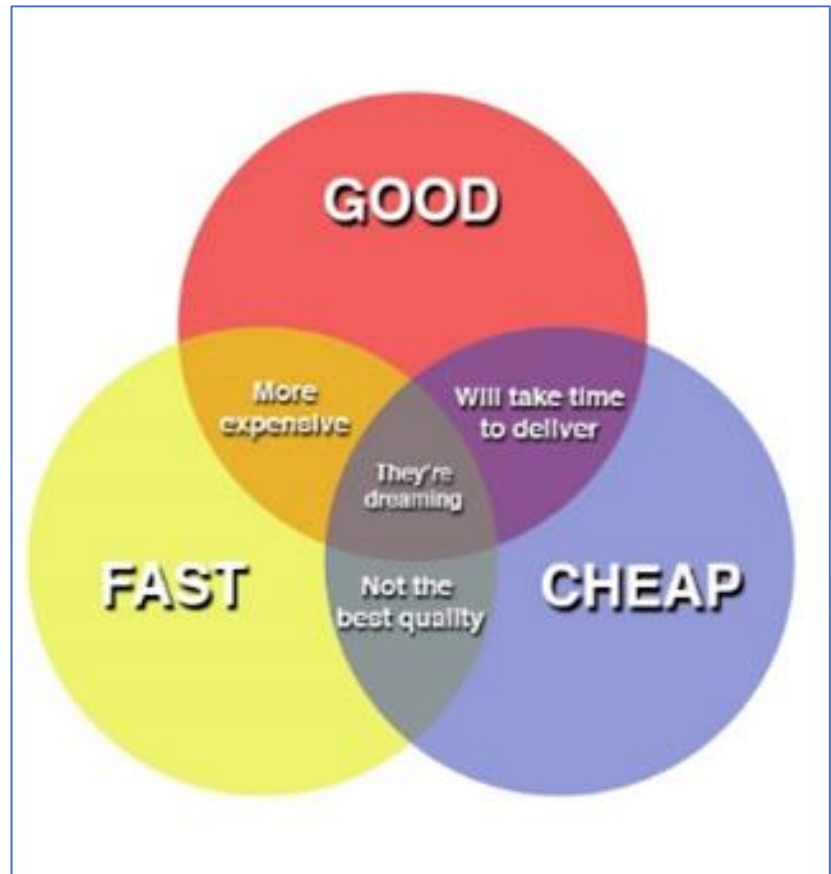 GOOD
More
expensive
Will take time
to deliver
They're
dreaming
FAST
Not the
best quality
CHEAP